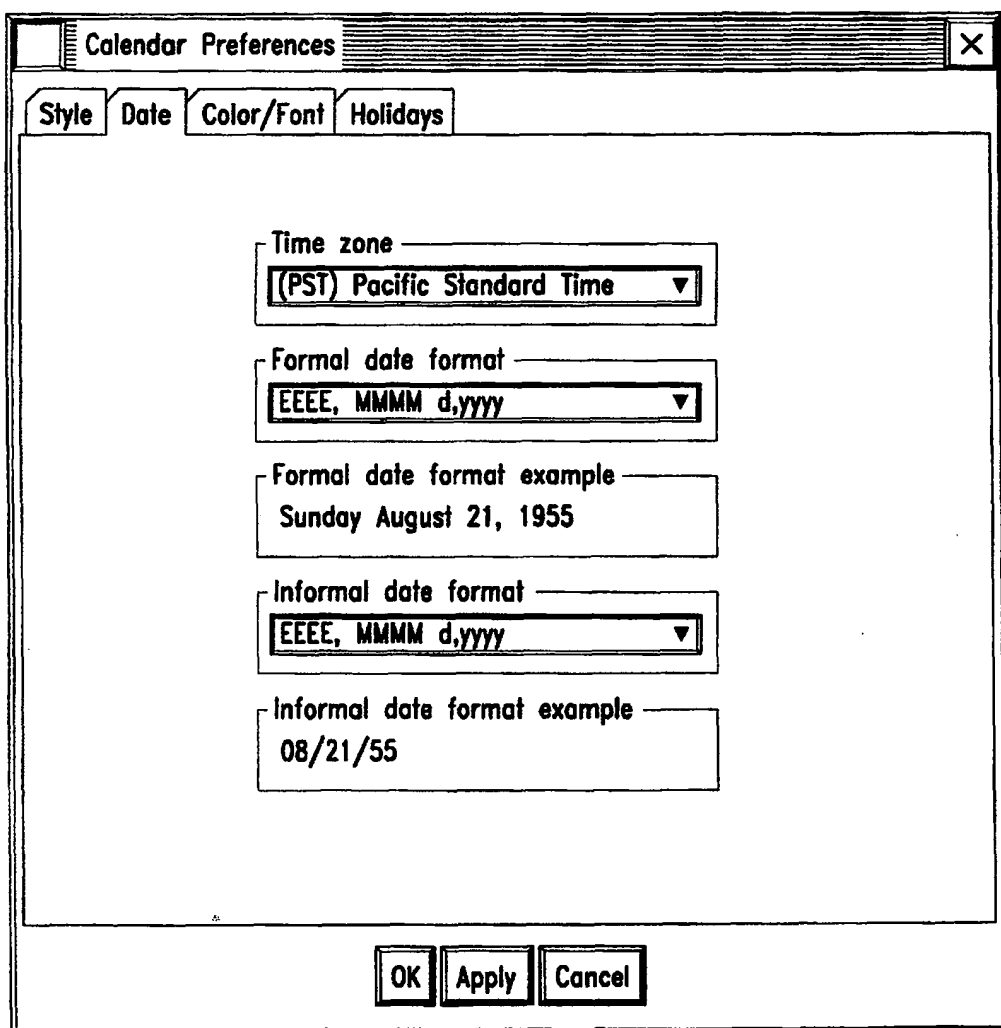 Calendar Preferences
Style Date Color/Font Holidays
Time zone
(PST) Pacific Standard Time
Formal date format
EEEE, MMMM d,yyyy
Formal date format example
Sunday August 21, 1955
Informal date format
EEEE, MMMM d,yyyy
Informal date format example
08/21/55
OK Apply Cancel